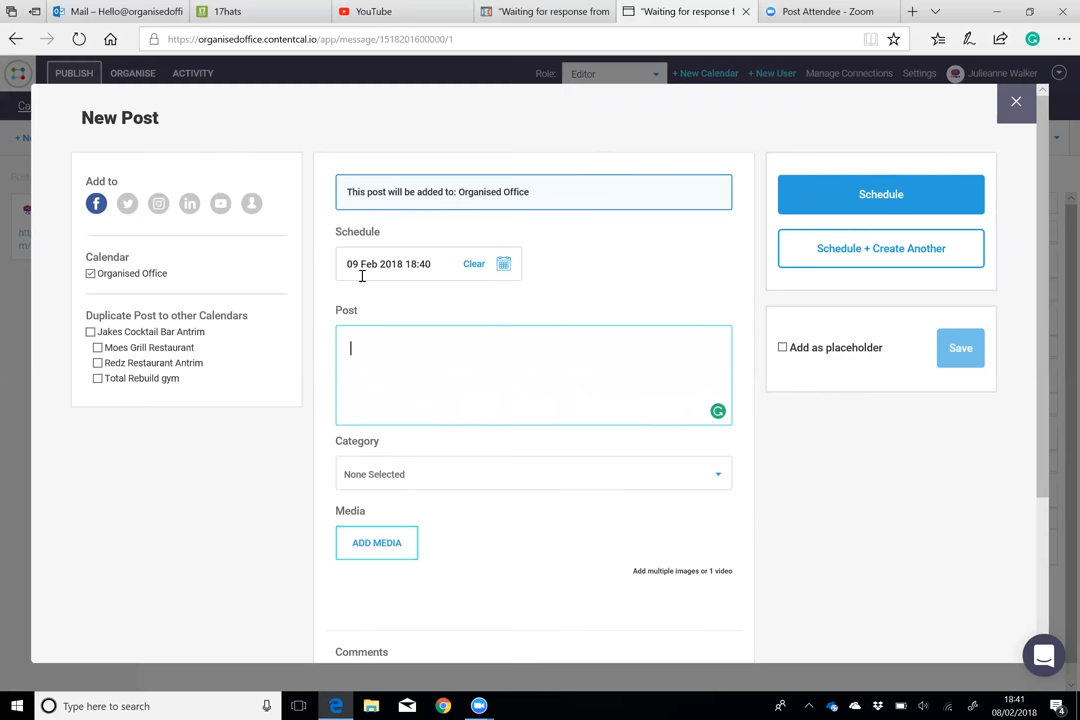 Mail – Hello@organisedoffi
17hats
YouTube
"Waiting for response from
"Waiting for response f
Post Attendee - Zoom
https://organisedoffice.contentcal.io/app/message/1518201600000/1
PUBLISH
ORGANISE
ACTIVITY
Role:
Editor
+ New Calendar
+ New User
Manage Connections
Settings
Julieanne Walker
New Post
Add to
Calendar
Organised Office
Duplicate Post to other Calendars
Jakes Cocktail Bar Antrim
Moes Grill Restaurant
Redz Restaurant Antrim
Total Rebuild gym
This post will be added to: Organised Office
Schedule
09 Feb 2018 18:40
Clear
Post
Category
None Selected
Media
ADD MEDIA
Add multiple images or 1 video
Comments
Schedule
Schedule + Create Another
Add as placeholder
Save
Type here to search
18:41
08/02/2018
4